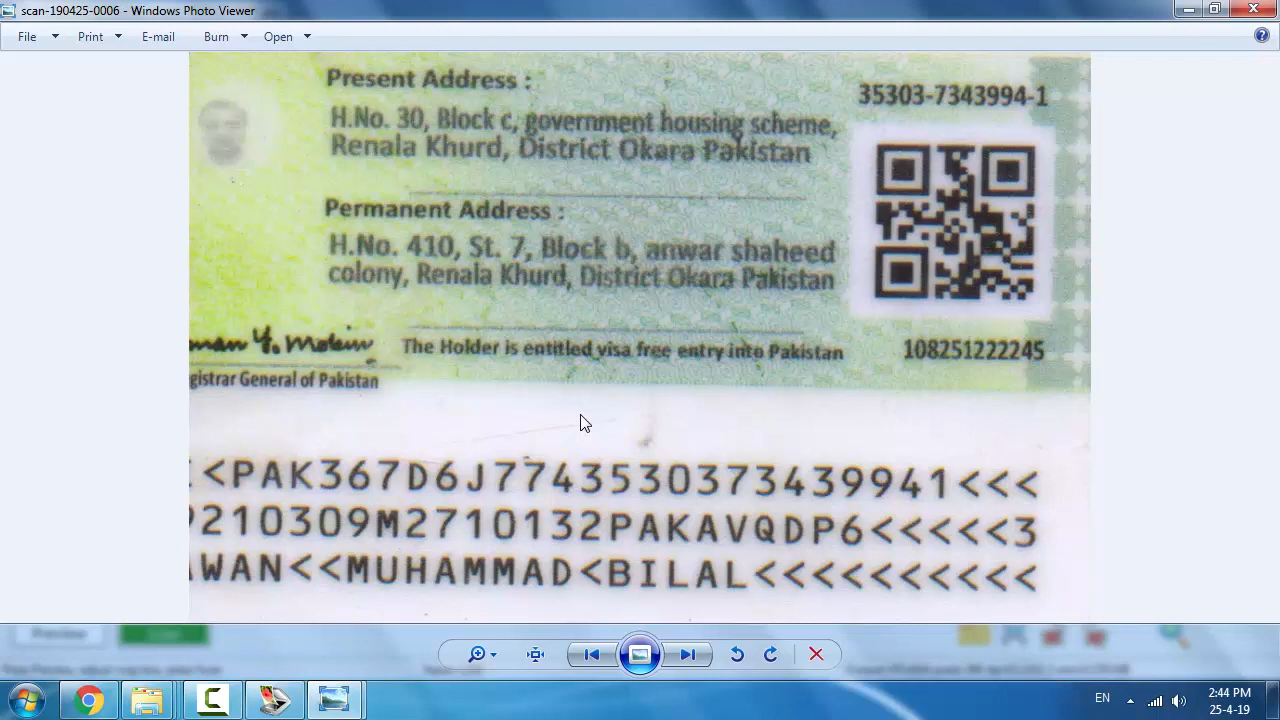 scan-190425-0006 - Windows Photo Viewer
File Print E-mail Burn Open
Present Address :
35303-7343994-1
H.No. 30, Block c, government housing scheme,
Renala Khurd, District Okara Pakistan
Permanent Address :
H.No. 410, St. 7, Block b, anwar shaheed
colony, Renala Khurd, District Okara Pakistan
The Holder is entitled visa free entry into Pakistan
108251222245
gistrar General of Pakistan
<PAK367D6J7743530373439941<<<
210309M2710132PAKAVQDP6<<<<<3
WAN<<MUHAMMAD<BILAL<<<<<<<<<<
Preview
EN
2:44 PM
25-4-19